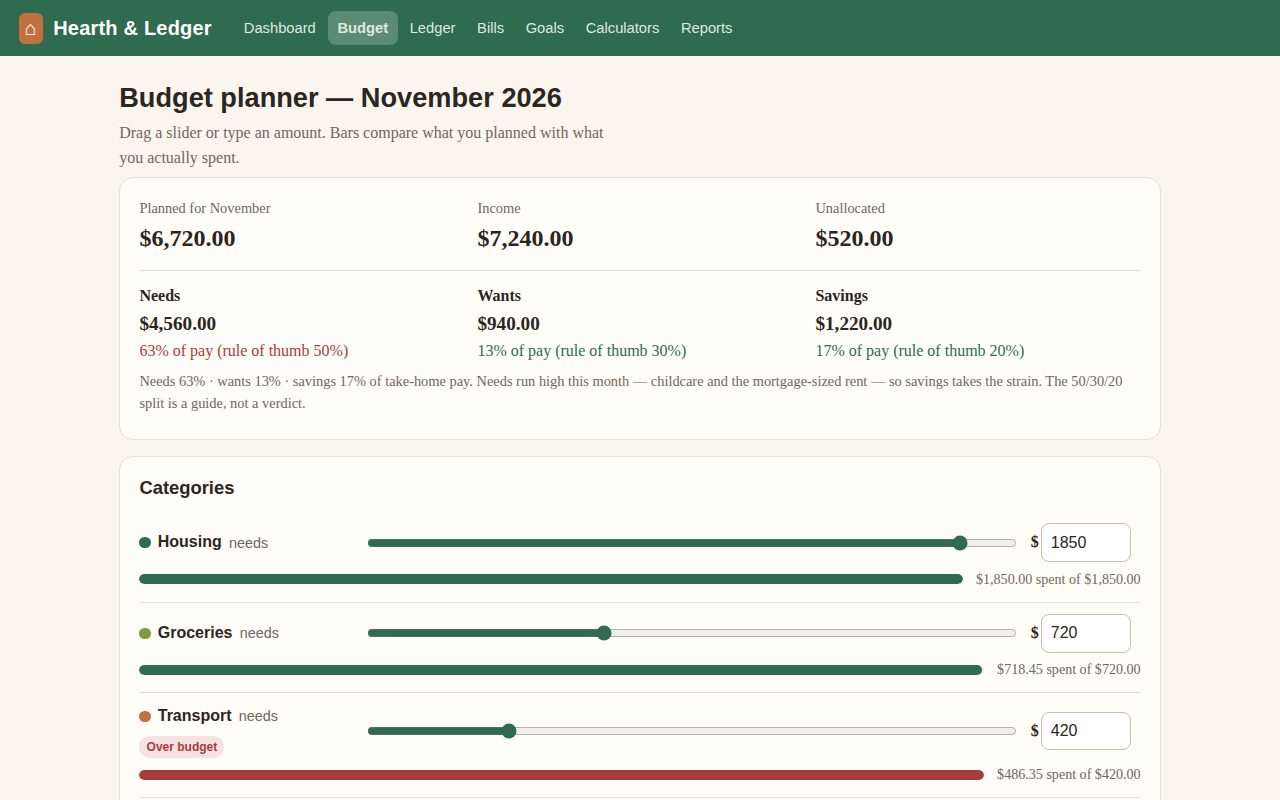 Hearth & Ledger
Dashboard
Budget
Ledger
Bills
Goals
Calculators
Reports
Budget planner — November 2026
Drag a slider or type an amount. Bars compare what you planned with what
you actually spent.
Planned for November
Income
Unallocated
$6,720.00
$7,240.00
$520.00
Needs
Wants
Savings
$4,560.00
$940.00
$1,220.00
63% of pay (rule of thumb 50%)
13% of pay (rule of thumb 30%)
17% of pay (rule of thumb 20%)
Needs 63% · wants 13% · savings 17% of take-home pay. Needs run high this month — childcare and the mortgage-sized rent — so savings takes the strain. The 50/30/20
split is a guide, not a verdict.
Categories
Housing needs
$ 1850
$1,850.00 spent of $1,850.00
Groceries needs
$ 720
$718.45 spent of $720.00
Transport needs
Over budget
$ 420
$486.35 spent of $420.00